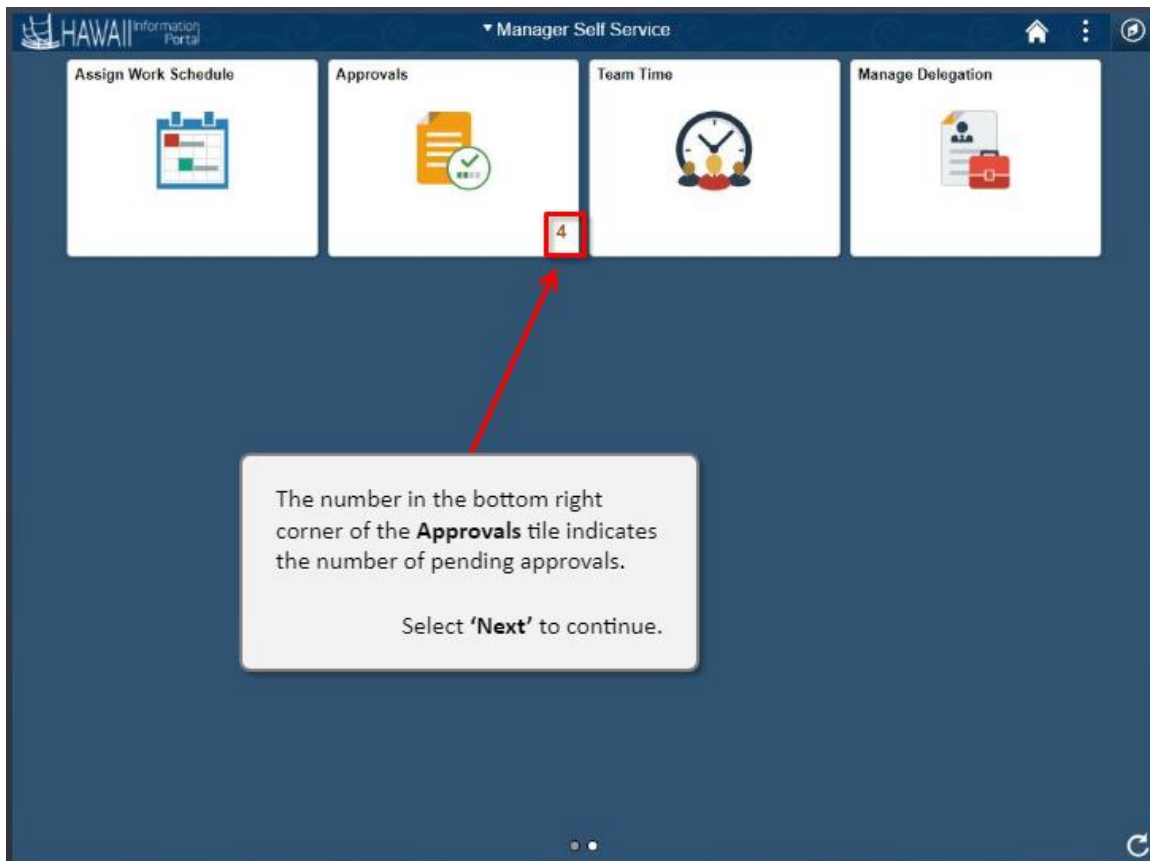 HAWAII Information Portal
Manager Self Service
Assign Work Schedule
Approvals
Team Time
Manage Delegation
4
The number in the bottom right
corner of the Approvals tile indicates
the number of pending approvals.
Select ‘Next’ to continue.